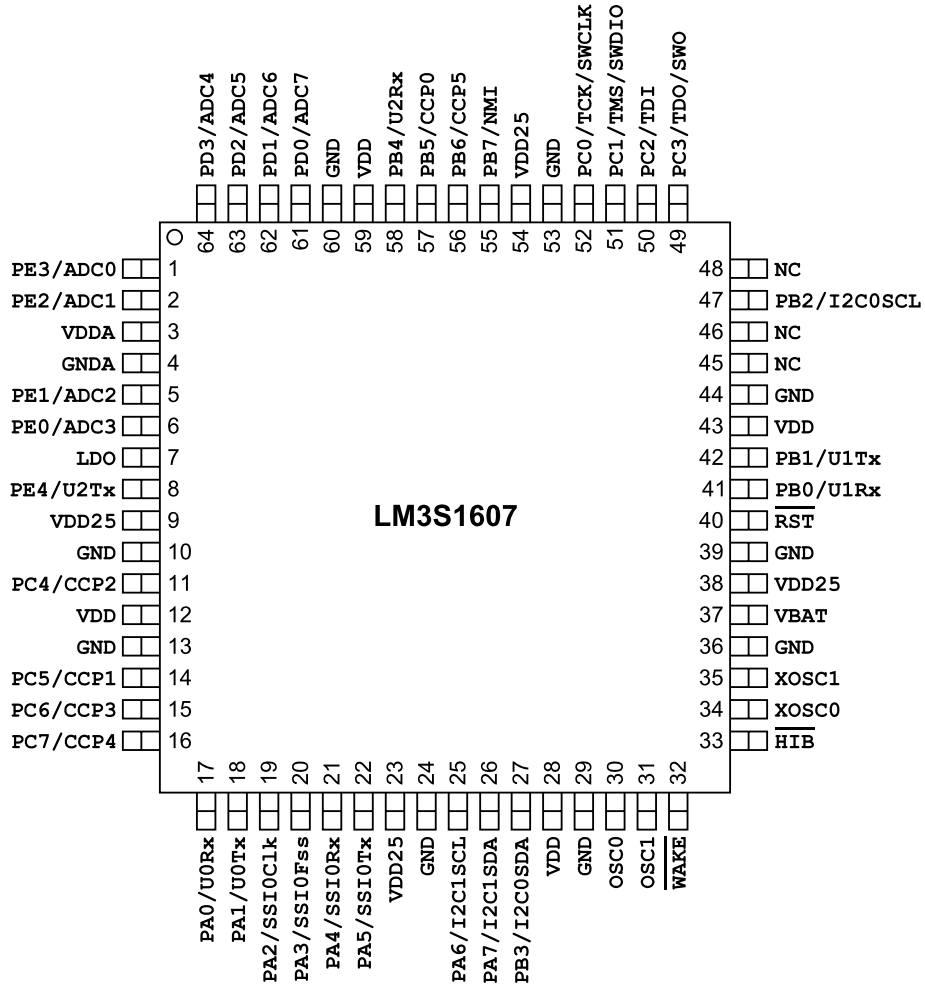 PD3/ADC4
PD2/ADC5
PD1/ADC6
PD0/ADC7
GND
VDD
PB4/U2Rx
PB5/CCP0
PB6/CCP5
PB7/NMI
VDD25
GND
PC0/TCK/SWCLK
PC1/TMS/SWDIO
PC2/TDI
PC3/TDO/SWO
64
63
62
61
60
59
58
57
56
55
54
53
52
51
50
49
PE3/ADC0 1
PE2/ADC1 2
VDDA 3
GNDA 4
PE1/ADC2 5
PE0/ADC3 6
LDO 7
PE4/U2Tx 8
VDD25 9
GND 10
PC4/CCP2 11
VDD 12
GND 13
PC5/CCP1 14
PC6/CCP3 15
PC7/CCP4 16
LM3S1607
48 NC
47 PB2/I2C0SCL
46 NC
45 NC
44 GND
43 VDD
42 PB1/U1Tx
41 PB0/U1Rx
40 RST
39 GND
38 VDD25
37 VBAT
36 GND
35 XOSC1
34 XOSC0
33 HIB
17
18
19
20
21
22
23
24
25
26
27
28
29
30
31
32
PA0/U0Rx
PA1/U0Tx
PA2/SSI0Clk
PA3/SSI0Fss
PA4/SSI0Rx
PA5/SSI0Tx
VDD25
GND
PA6/I2C1SCL
PA7/I2C1SDA
PB3/I2C0SDA
VDD
GND
OSC0
OSC1
WAKE